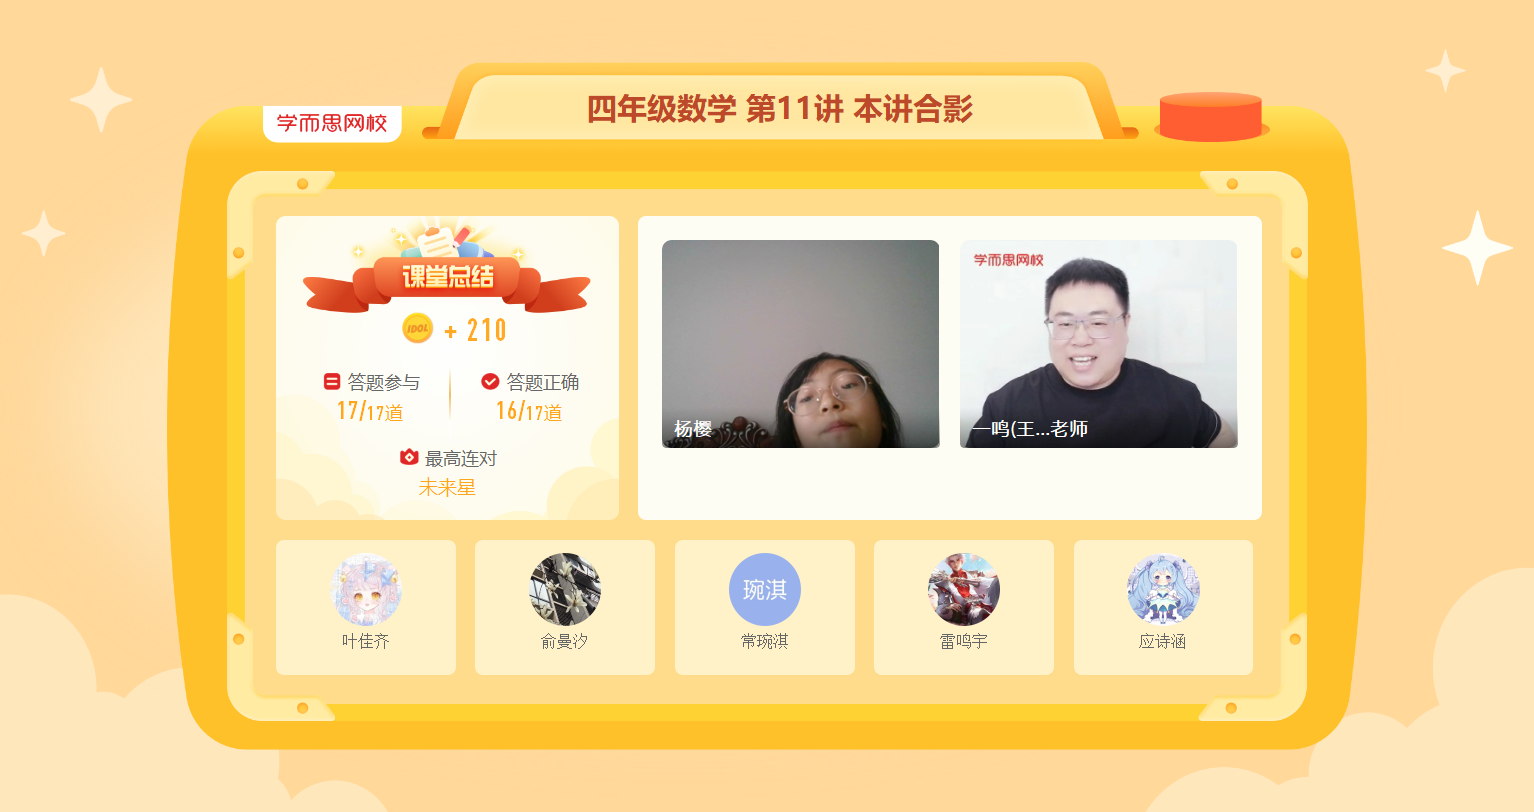 四年级数学 第11讲 本讲合影
学而思网校
课堂总结
IDOL + 210
答题参与
17/17道
答题正确
16/17道
最高连对
未来星
杨樱
学而思网校
一鸣(王...老师
琬淇
叶佳齐
俞曼汐
常琬淇
雷鸣宇
应诗涵